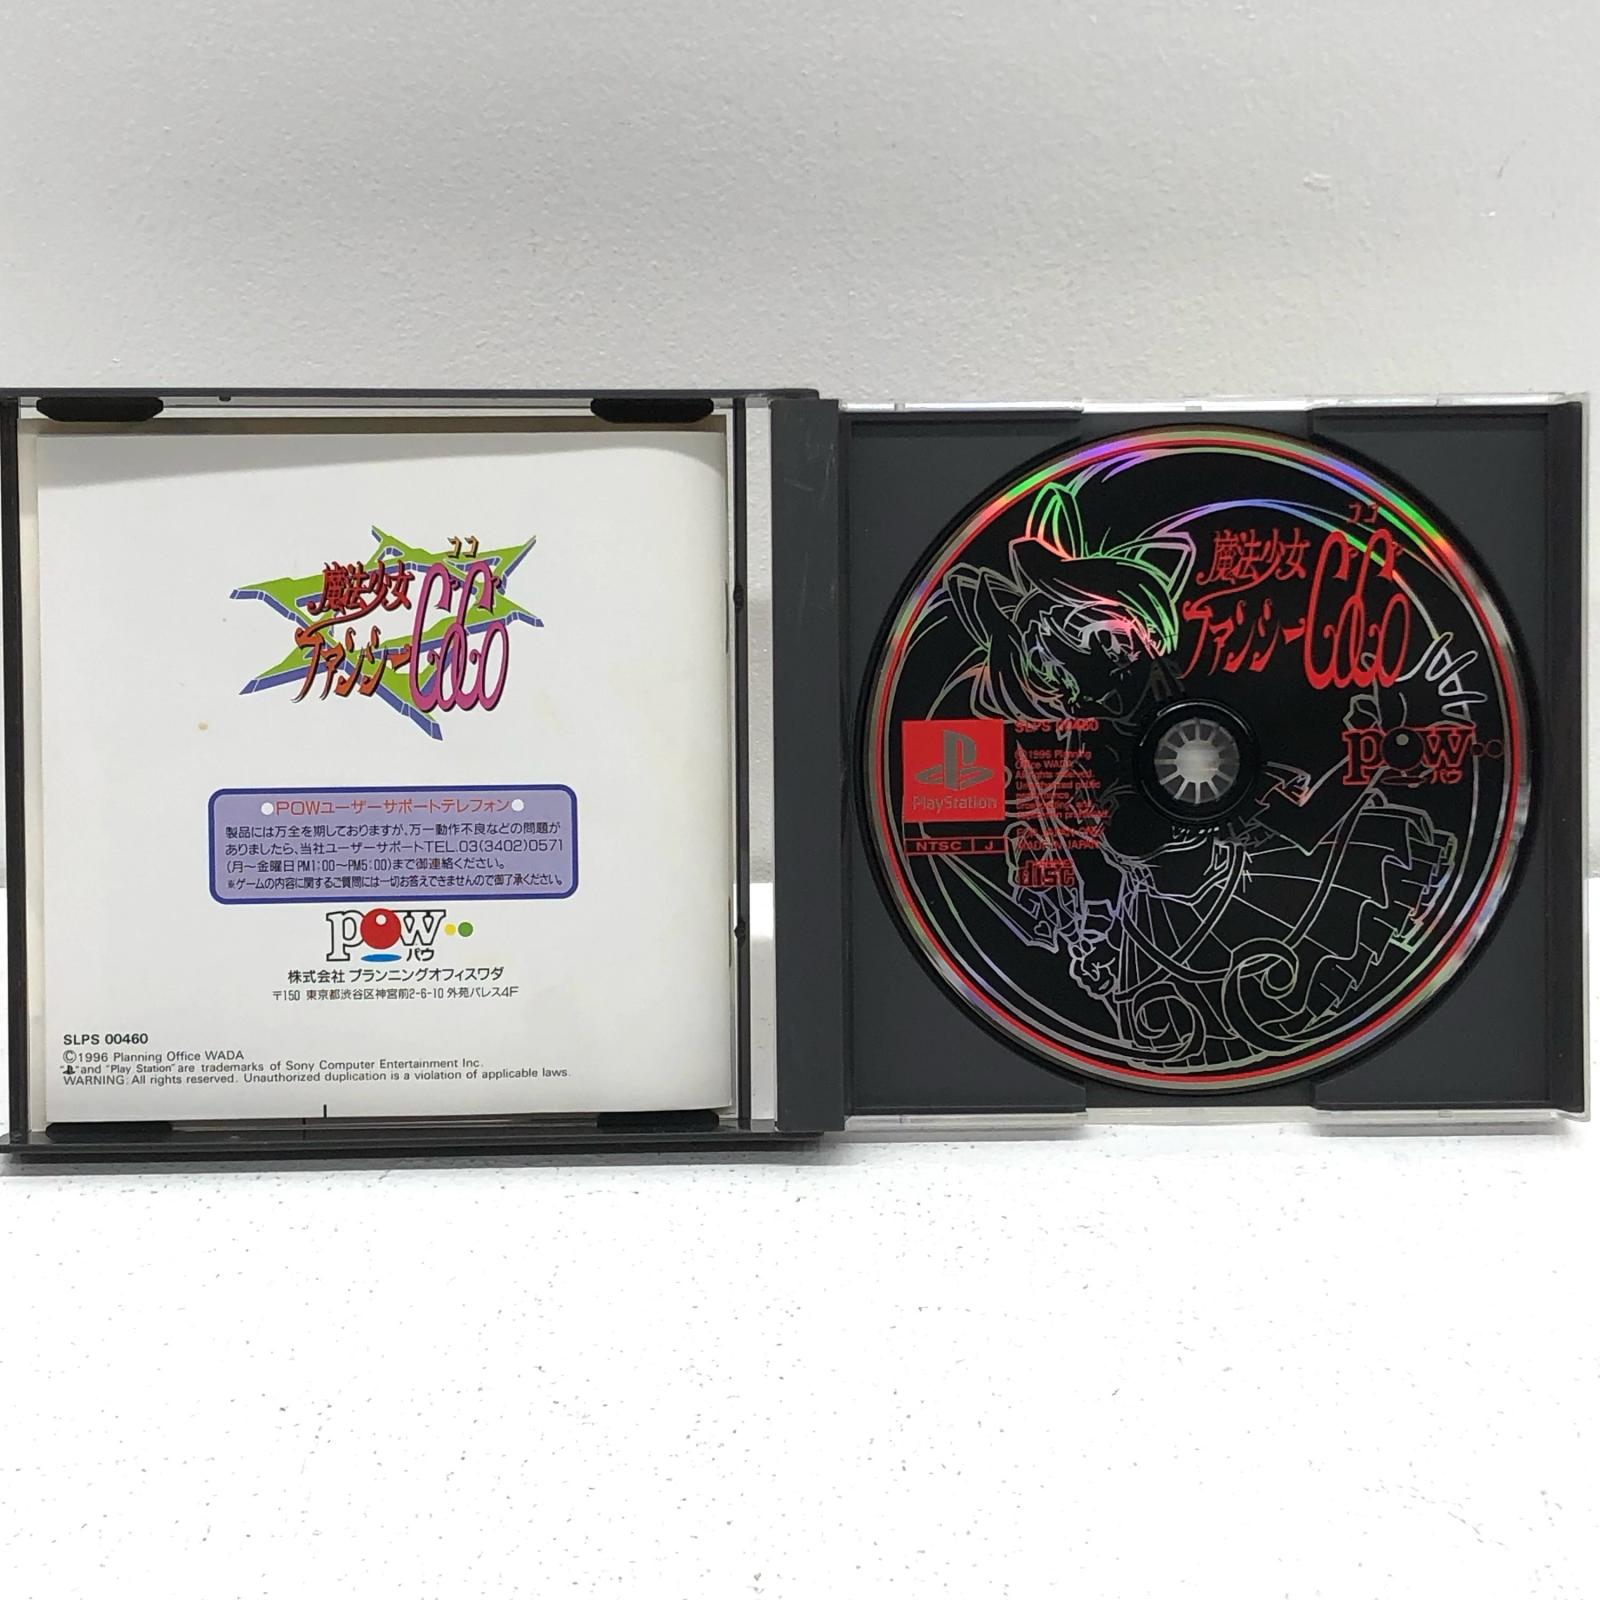 ココ
魔法少女
ファンシーCoCo
●POWユーザーサポートテレフォン●
製品には万全を期しておりますが、万一動作不良などの問題が
ありましたら、当社ユーザーサポートTEL.03(3402)0571
(月〜金曜日PM1:00〜PM5:00)まで御連絡ください。
※ゲームの内容に関するご質問には一切お答えできませんので御了承ください。
POW
パウ
株式会社 プランニングオフィスワダ
〒150 東京都渋谷区神宮前2-6-10 外苑パレス4F
SLPS 00460
©1996 Planning Office WADA
" "and "Play Station" are trademarks of Sony Computer Entertainment Inc.
WARNING: All rights reserved. Unauthorized duplication is a violation of applicable laws.
ココ
魔法少女
ファンシーCoCo
POW
パウ
PlayStation
NTSC J
SLPS 00460
©1996 Planning
Office WADA
All rights reserved.
Unauthorized public
FOR JAPAN ONLY
MADE IN JAPAN
disc